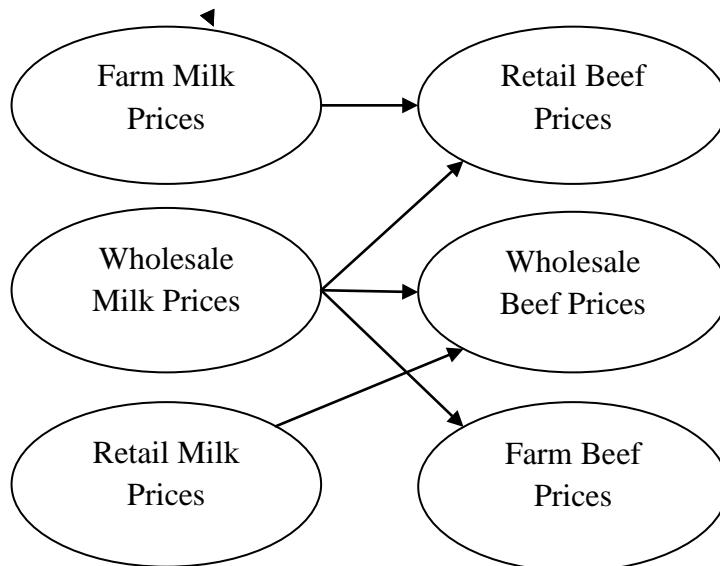 Farm Milk
Prices
Retail Beef
Prices
Wholesale
Milk Prices
Wholesale
Beef Prices
Retail Milk
Prices
Farm Beef
Prices